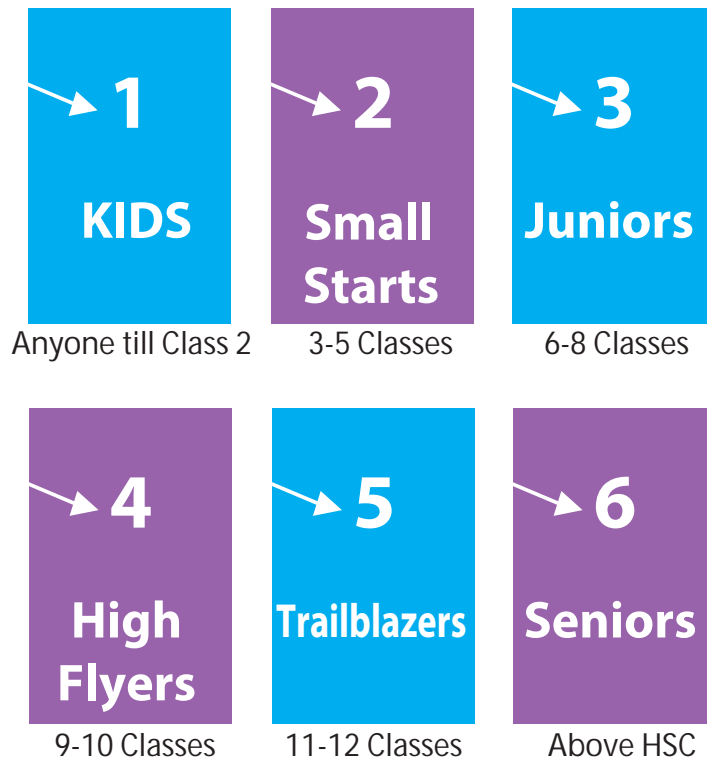 1
KIDS
Anyone till Class 2
2
Small
Starts
3-5 Classes
3
Juniors
6-8 Classes
4
High
Flyers
9-10 Classes
5
Trailblazers
11-12 Classes
6
Seniors
Above HSC